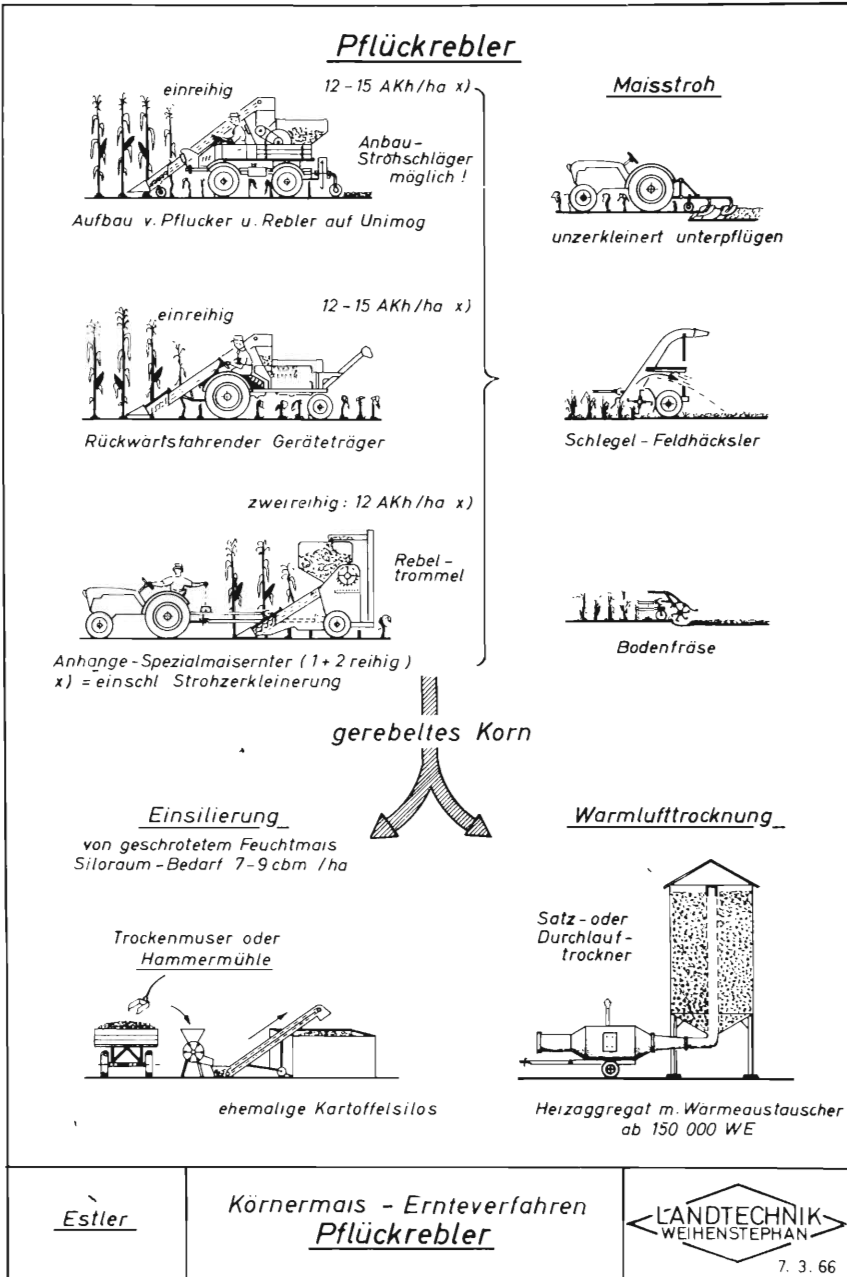 Pflückrebler
einreihig
12-15 AKh/ha x)
Anbau-
Strohschläger
möglich !
Aufbau v. Pflucker u. Rebler auf Unimog
einreihig
12-15 AKh/ha x)
Rückwärtsfahrender Geräteträger
zweireihig: 12 AKh/ha x)
Rebel-
trommel
Anhange-Spezialmaisernter (1+2 reihig)
x) = einschl Strohzerkleinerung
Maisstroh
unzerkleinert unterpflügen
Schlegel-Feldhäcksler
Bodenfräse
gerebeltes Korn
Einsilierung
von geschrotetem Feuchtmais
Siloraum-Bedarf 7-9 cbm /ha
Trockenmuser oder
Hammermühle
ehemalige Kartoffelsilos
Warmlufttrocknung
Satz- oder
Durchlauf-
trockner
Heizaggregat m. Wärmeaustauscher
ab 150 000 WE
Estler
Körnermais - Ernteverfahren
Pflückrebler
LANDTECHNIK
WEIHENSTEPHAN
7. 3. 66